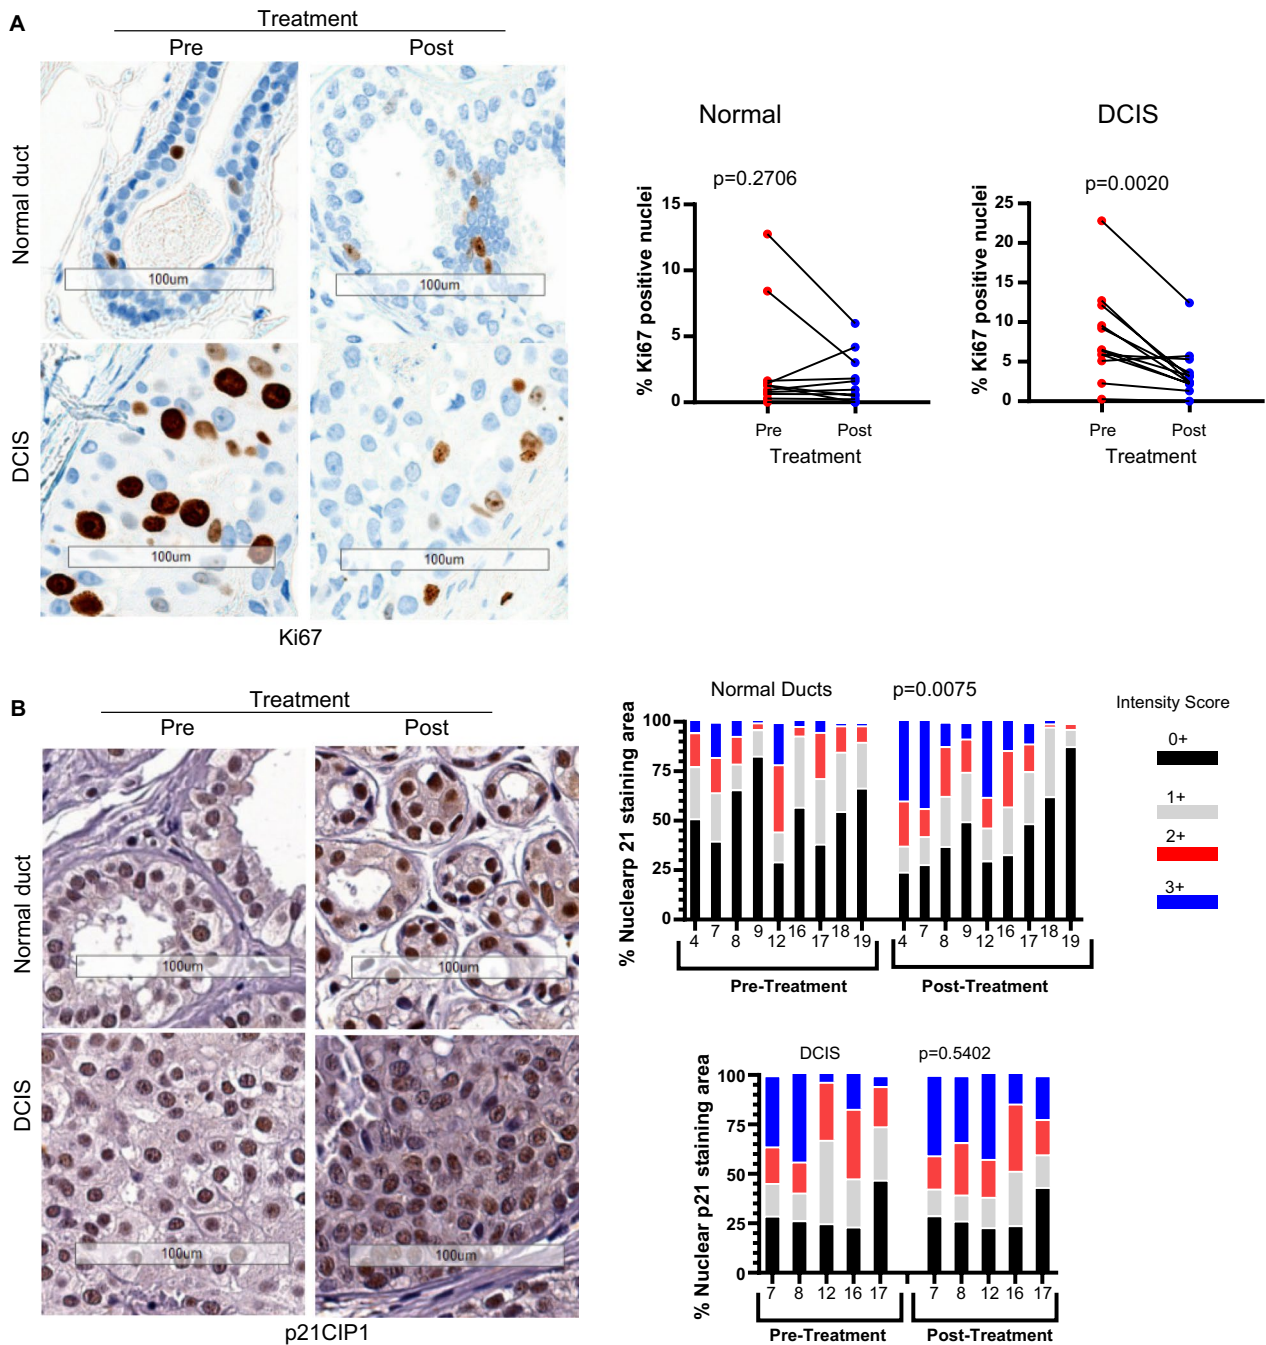 A
Treatment
Pre Post
Normal duct
100um
100um
DCIS
100um
100um
Ki67
Normal
p=0.2706
% Ki67 positive nuclei
15
10
5
0
Pre Post
Treatment
DCIS
p=0.0020
% Ki67 positive nuclei
25
20
15
10
5
0
Pre Post
Treatment
B
Treatment
Pre Post
Normal duct
100um
100um
DCIS
100um
100um
p21CIP1
Normal Ducts p=0.0075
% Nuclearp 21 staining area
100
75
50
25
0
4 7 8 9 12 16 17 18 19
4 7 8 9 12 16 17 18 19
Pre-Treatment Post-Treatment
Intensity Score
0+
1+
2+
3+
DCIS p=0.5402
% Nuclear p21 staining area
100
75
50
25
0
7 8 12 16 17
7 8 12 16 17
Pre-Treatment Post-Treatment